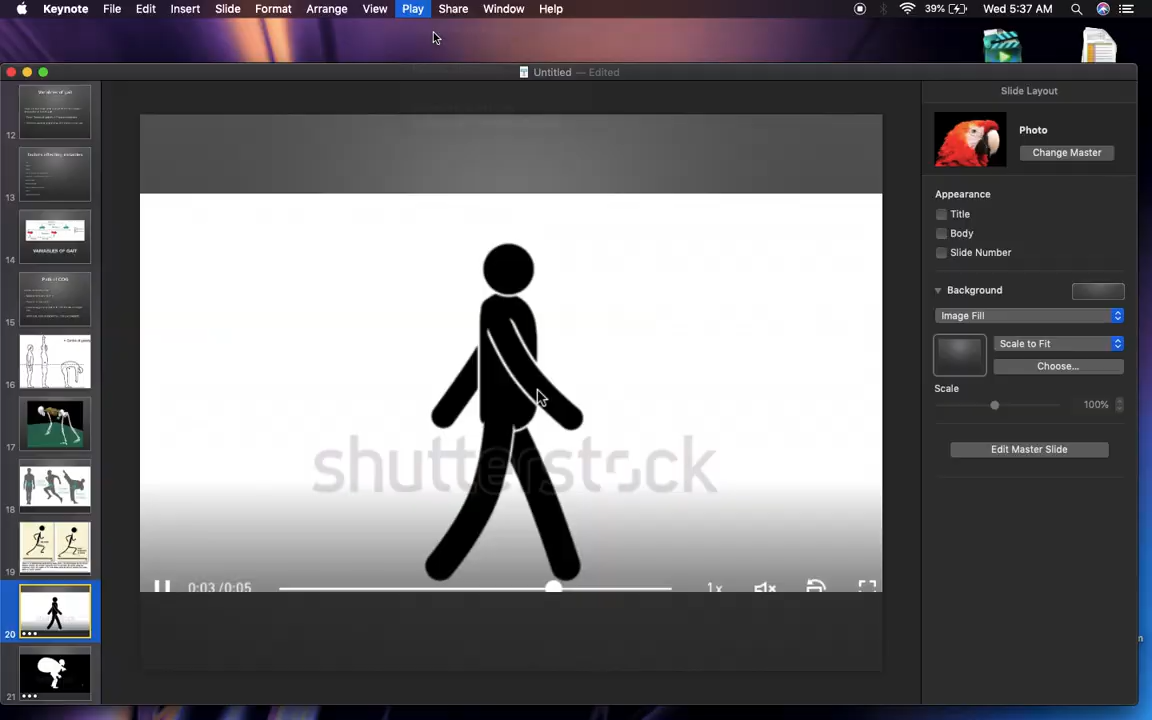 Keynote File Edit Insert Slide Format Arrange View Play Share Window Help 39% Wed 5:37 AM
Untitled — Edited
Slide Layout
Photo
Change Master
Appearance
Title
Body
Slide Number
Background
Image Fill
Scale to Fit
Choose...
Scale
100%
Edit Master Slide
12
13
14
VARIABLES OF GAIT
15
16
17
18
19
20
21
shutterstock
0:03 / 0:05
1x